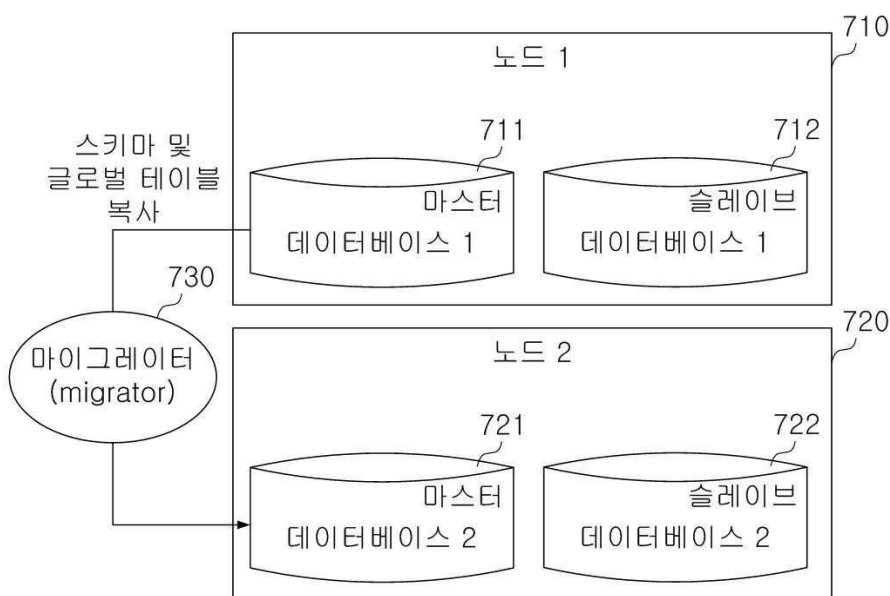 710
노드 1
711
712
스키마 및
글로벌 테이블
복사
마스터
데이터베이스 1
슬레이브
데이터베이스 1
730
마이그레이터
(migrator)
720
노드 2
721
722
마스터
데이터베이스 2
슬레이브
데이터베이스 2